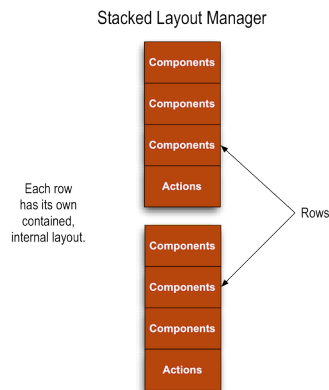 Stacked Layout Manager
Components
Components
Components
Actions
Each row
has its own
contained,
internal layout.
Rows
Components
Components
Components
Actions